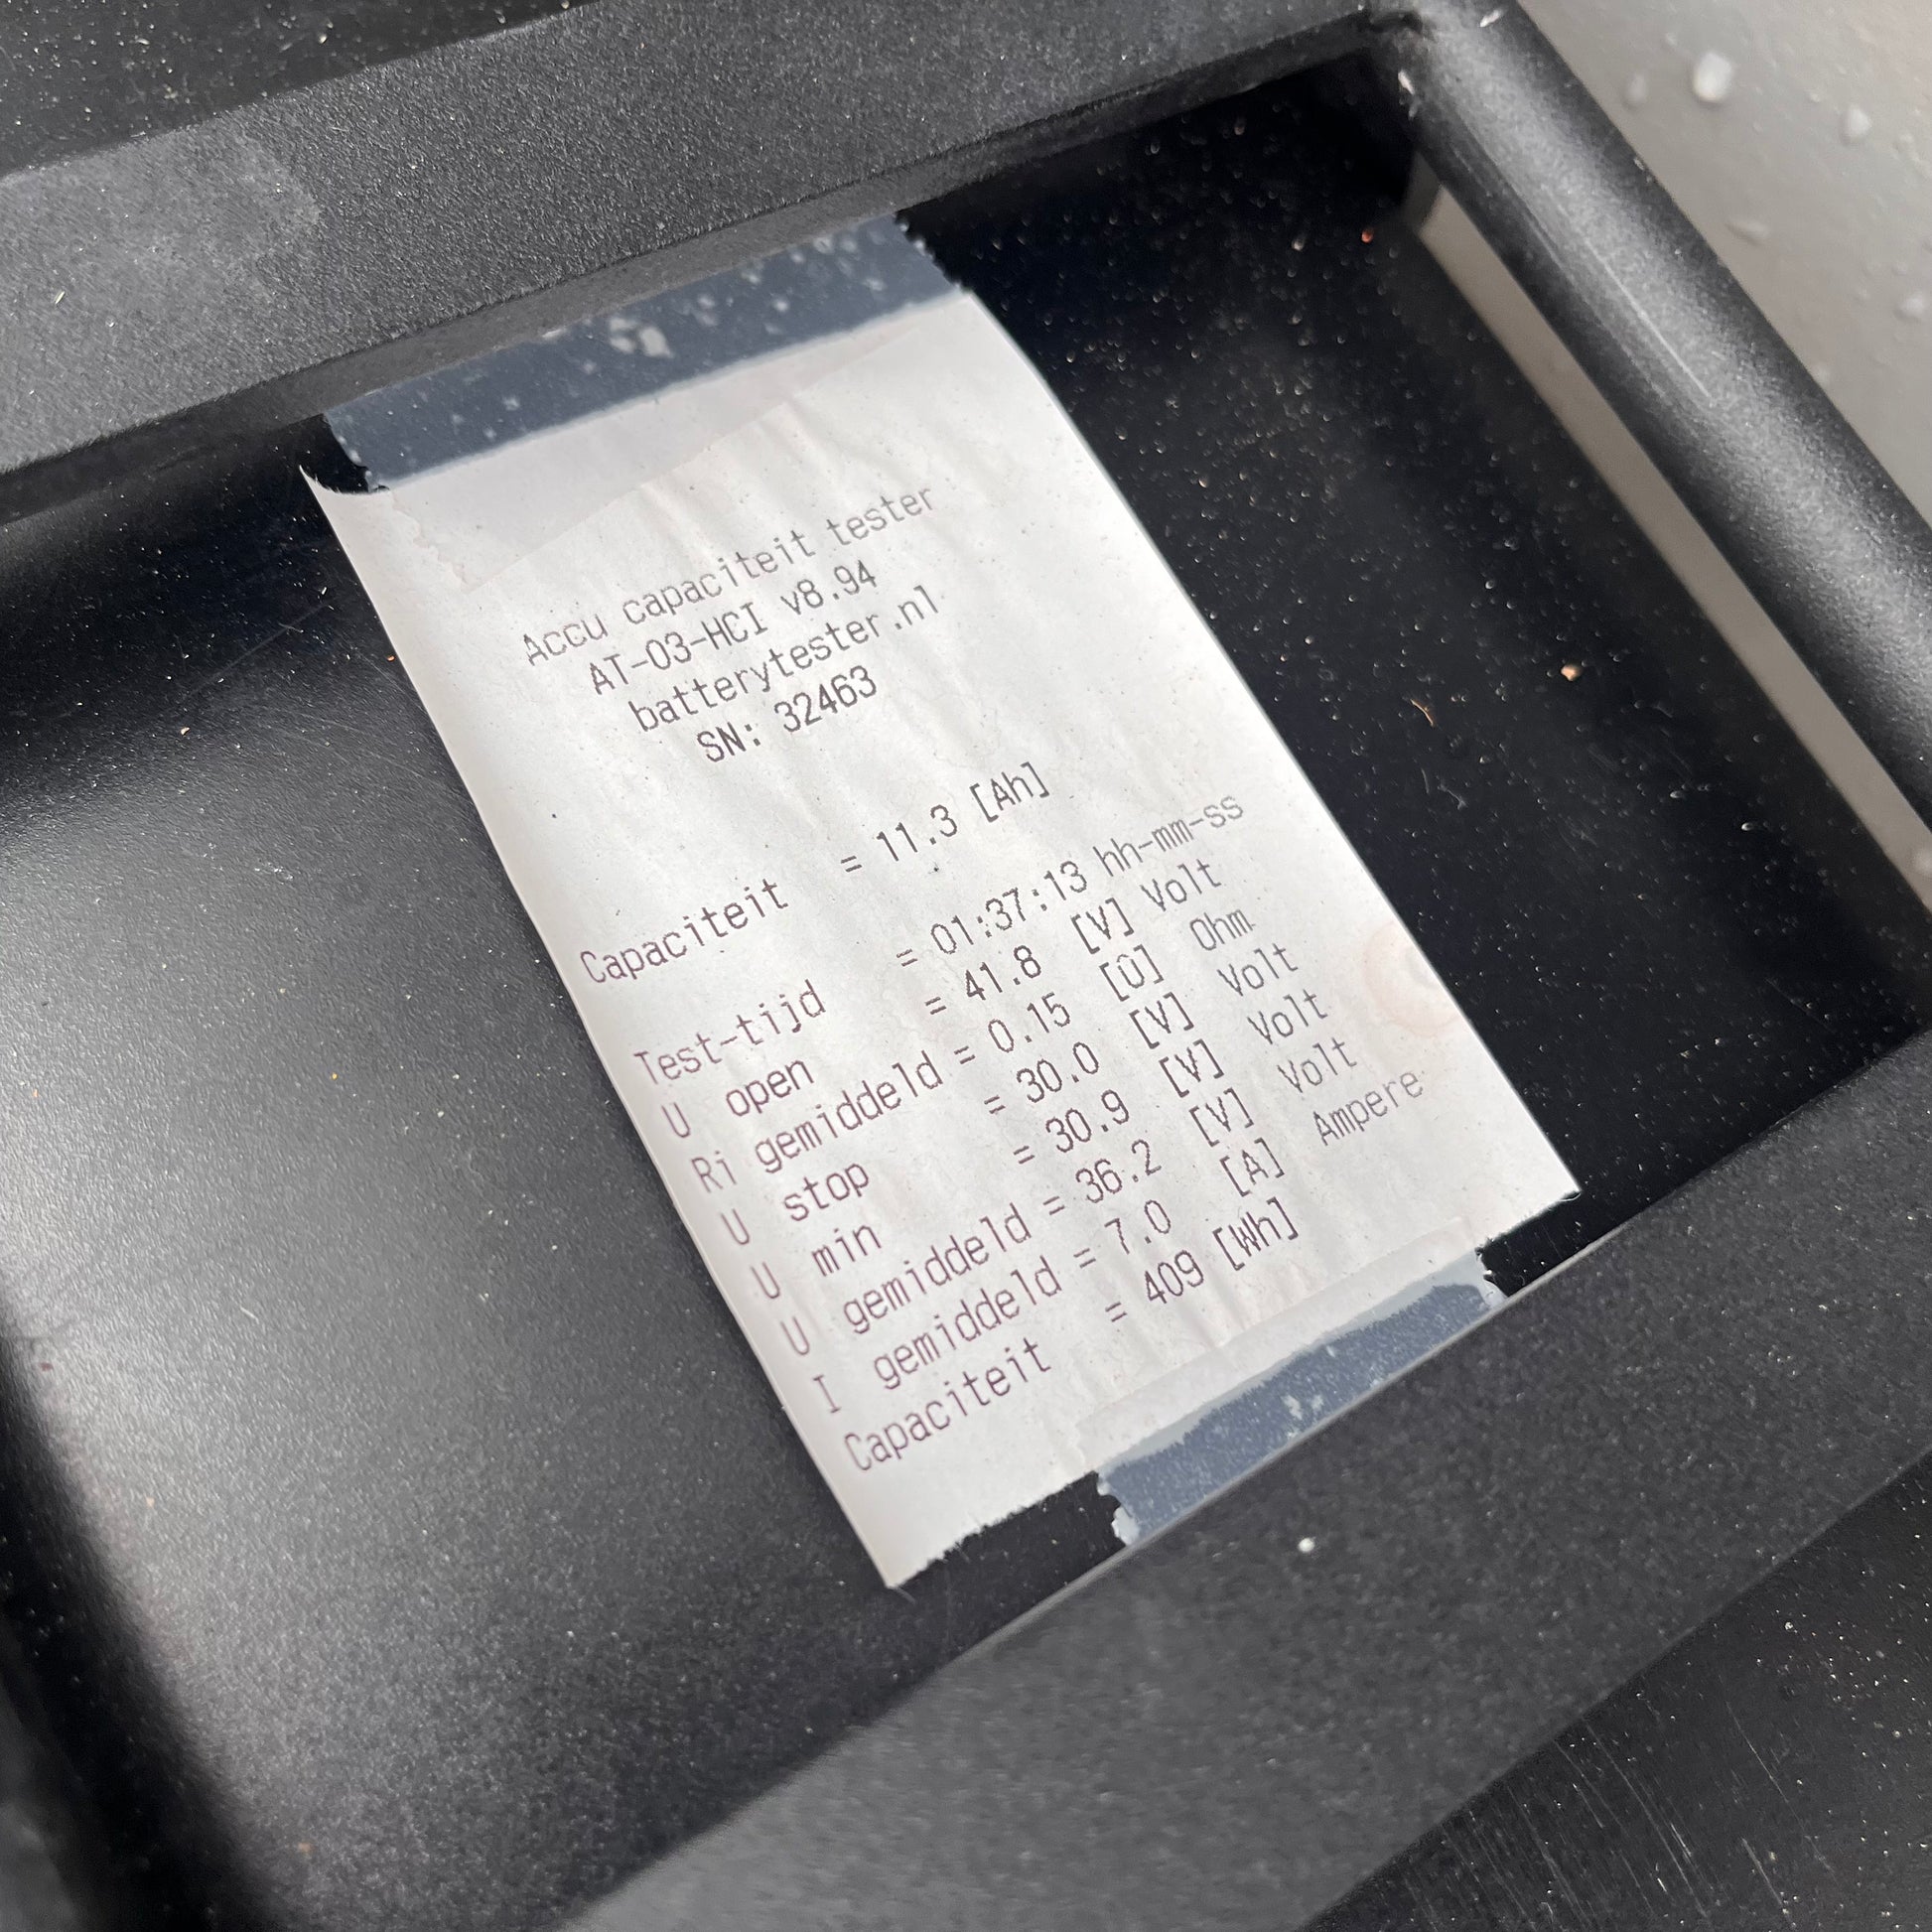 Accu capaciteit tester
AT-03-HCI v8.94
batterytester.nl
SN: 32463
Capaciteit = 11.3 [Ah]
Test-tijd = 01:37:13 hh-mm-ss
U open = 41.8 [V] Volt
Ri gemiddeld = 0.15 [Ü] Ohm
U stop = 30.0 [V] Volt
U min = 30.9 [V] Volt
U gemiddeld = 36.2 [V] Volt
I gemiddeld = 7.0 [A] Ampere
Capaciteit = 409 [Wh]